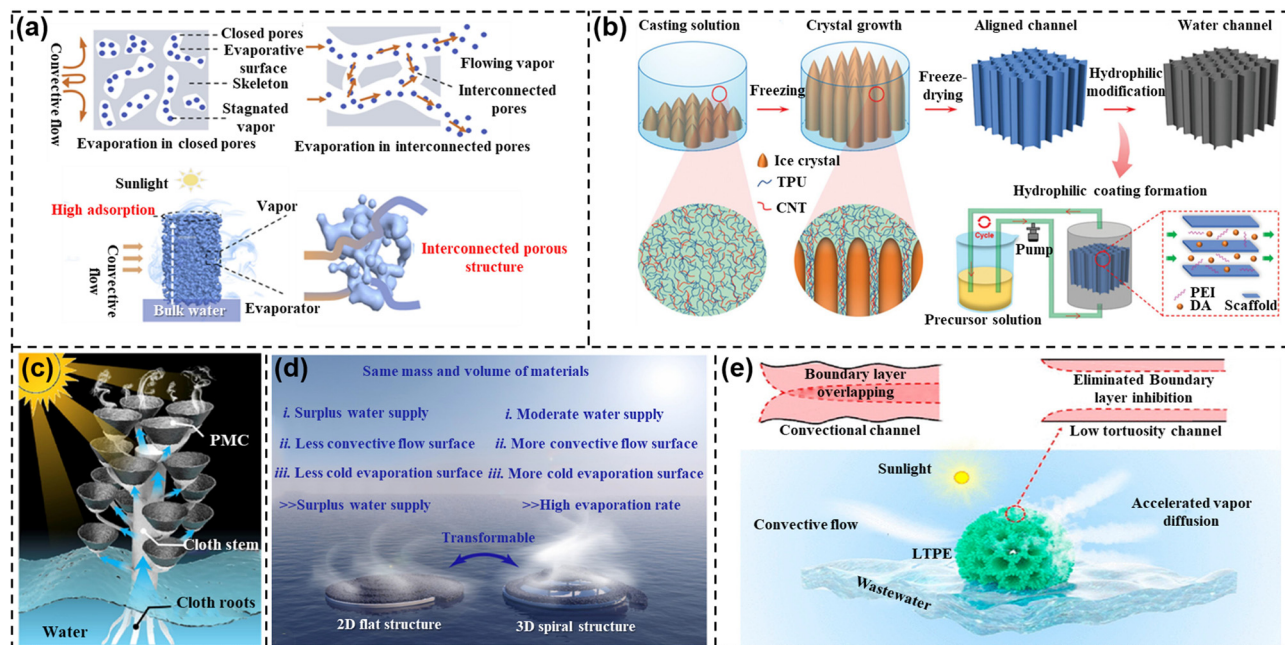 (a)
Convective flow
Closed pores
Evaporative
surface
Skeleton
Stagnated
vapor
Evaporation in closed pores
Flowing vapor
Interconnected
pores
Evaporation in interconnected pores
Sunlight
High adsorption
Vapor
Convective
flow
Evaporator
Bulk water
Interconnected porous
structure
(b)
Casting solution
Crystal growth
Aligned channel
Water channel
Freezing
Freeze-
drying
Hydrophilic
modification
Ice crystal
TPU
CNT
Hydrophilic coating formation
Cycle
Pump
Precursor solution
PEI
DA
Scaffold
(c)
PMC
Cloth stem
Cloth roots
Water
(d)
Same mass and volume of materials
i. Surplus water supply
ii. Less convective flow surface
iii. Less cold evaporation surface
>>Surplus water supply
i. Moderate water supply
ii. More convective flow surface
iii. More cold evaporation surface
>>High evaporation rate
Transformable
2D flat structure
3D spiral structure
(e)
Boundary layer
overlapping
Convectional channel
Eliminated Boundary
layer inhibition
Low tortuosity channel
Sunlight
Convective flow
Accelerated vapor
diffusion
LTPE
Wastewater